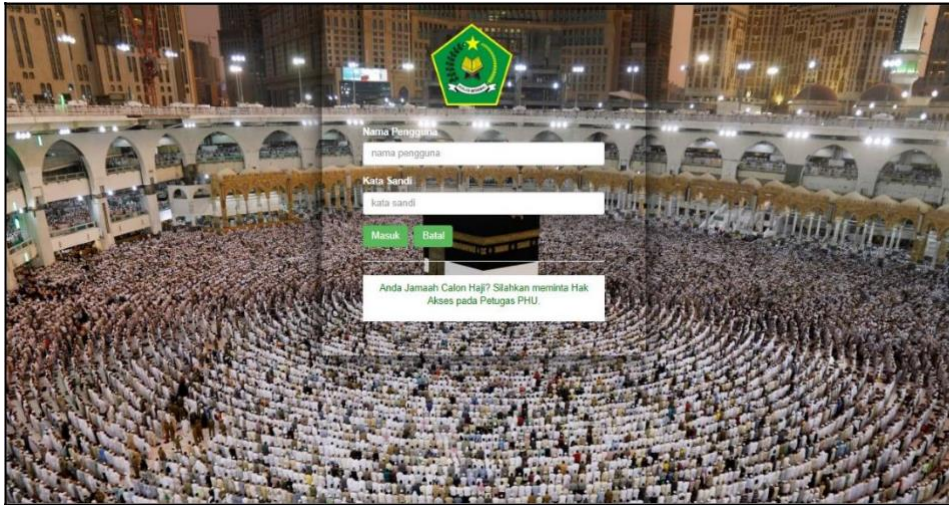 Nama Pengguna
nama pengguna
Kata Sandi
kata sandi
Masuk Batal
Anda Jamaah Calon Haji? Silahkan meminta Hak
Akses pada Petugas PHU.